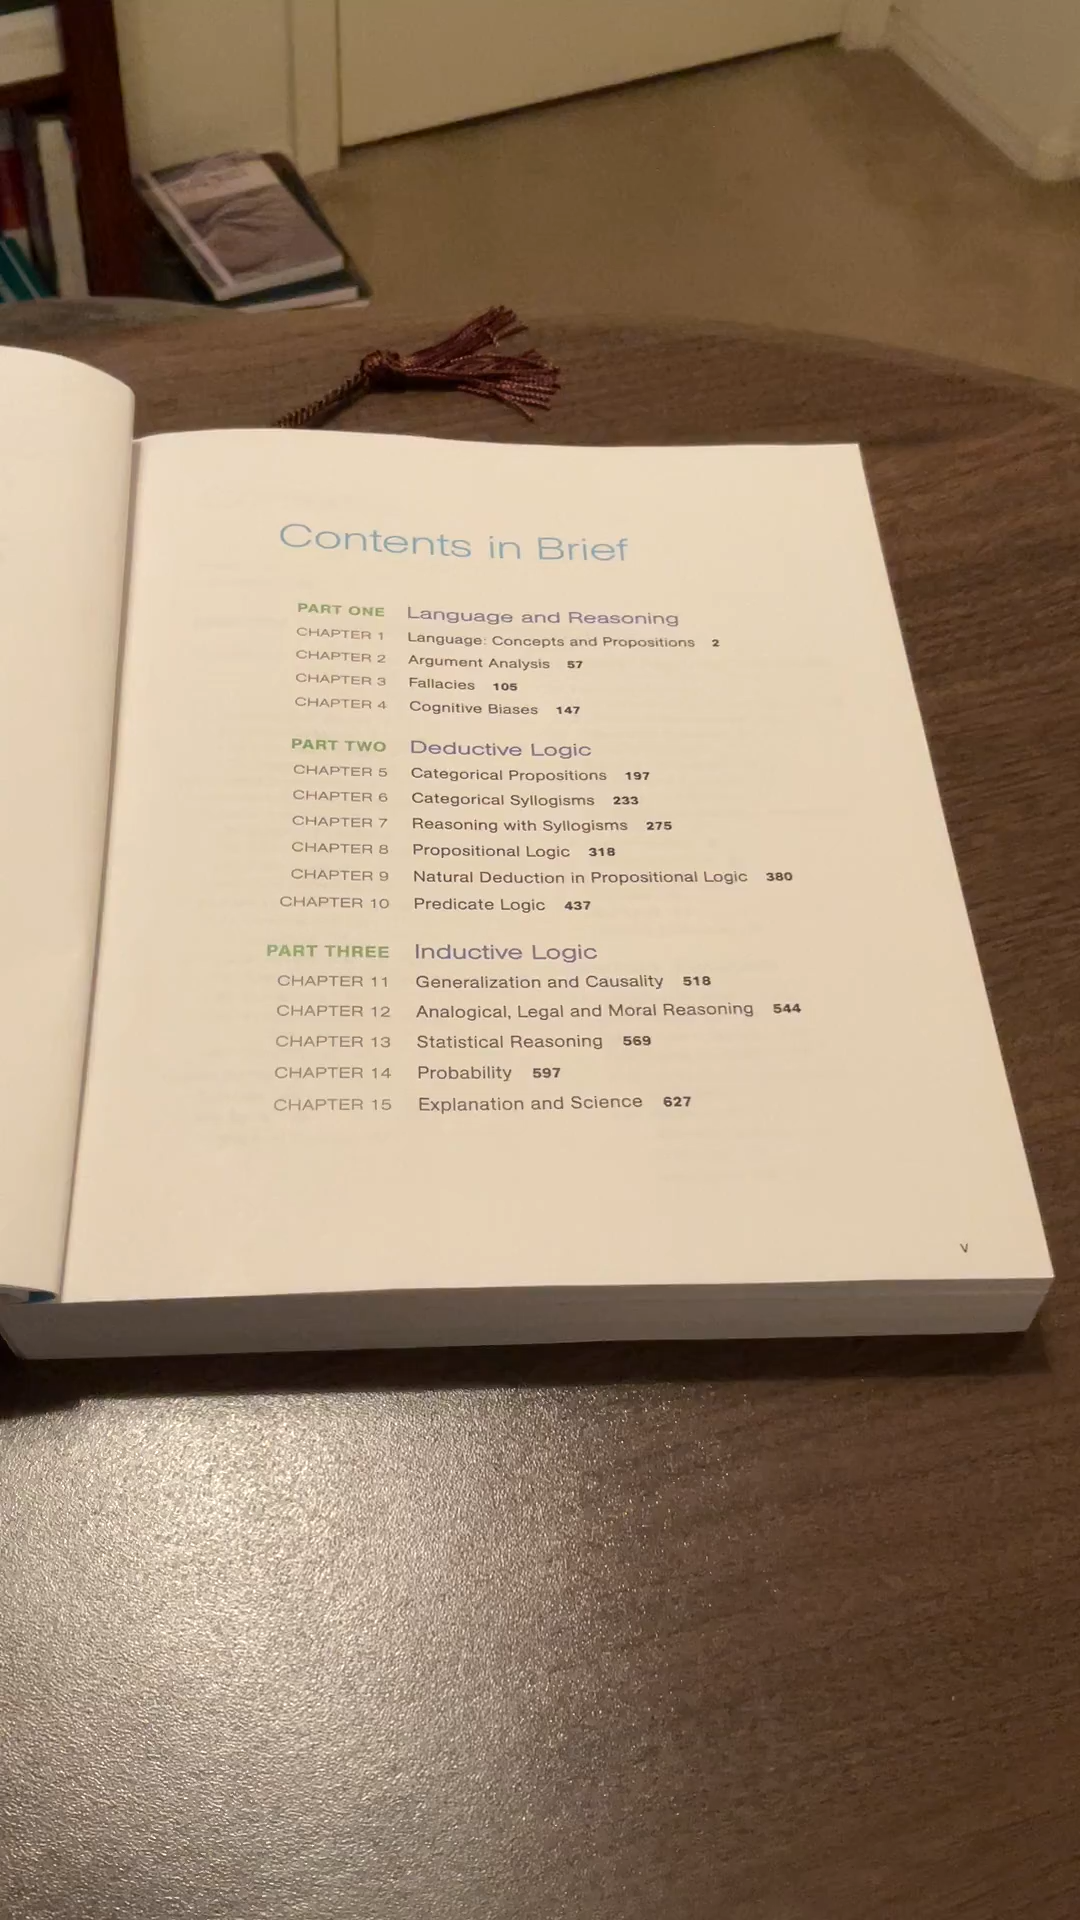 Contents in Brief
PART ONE Language and Reasoning
CHAPTER 1 Language: Concepts and Propositions 2
CHAPTER 2 Argument Analysis 57
CHAPTER 3 Fallacies 105
CHAPTER 4 Cognitive Biases 147
PART TWO Deductive Logic
CHAPTER 5 Categorical Propositions 197
CHAPTER 6 Categorical Syllogisms 233
CHAPTER 7 Reasoning with Syllogisms 275
CHAPTER 8 Propositional Logic 318
CHAPTER 9 Natural Deduction in Propositional Logic 380
CHAPTER 10 Predicate Logic 437
PART THREE Inductive Logic
CHAPTER 11 Generalization and Causality 518
CHAPTER 12 Analogical, Legal and Moral Reasoning 544
CHAPTER 13 Statistical Reasoning 569
CHAPTER 14 Probability 597
CHAPTER 15 Explanation and Science 627
v